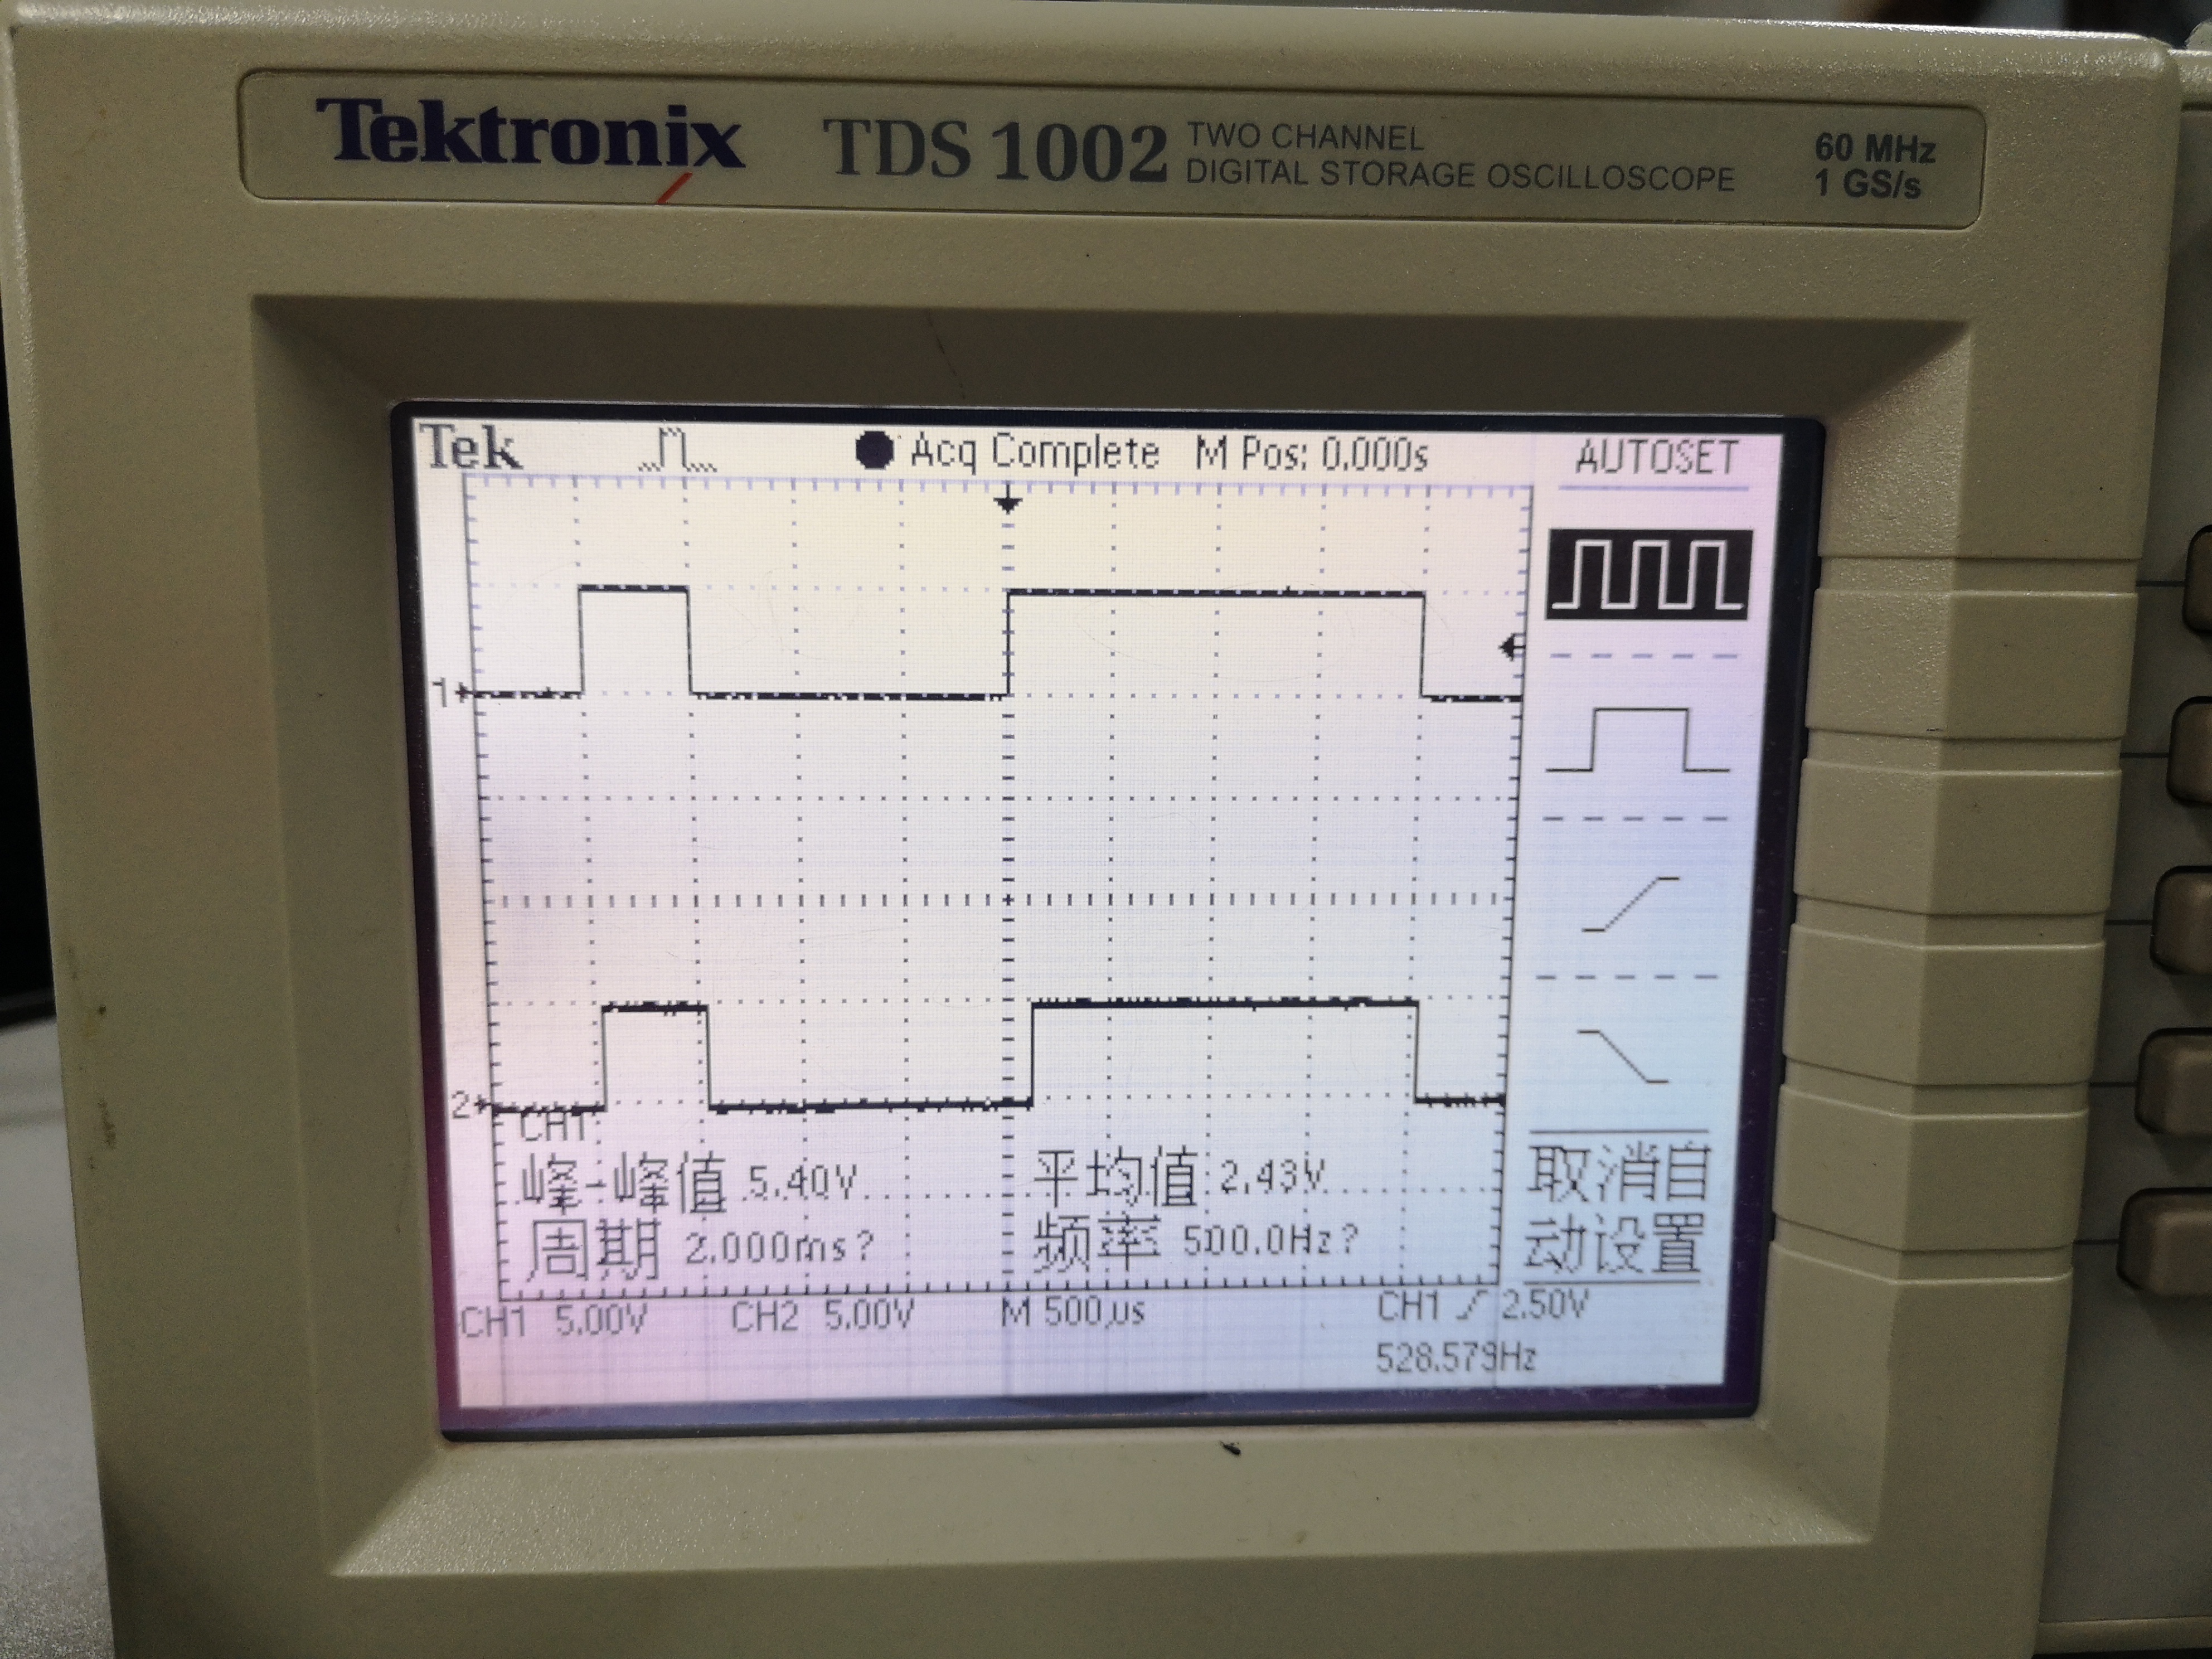 Tektronix TDS 1002 TWO CHANNEL
DIGITAL STORAGE OSCILLOSCOPE
60 MHz
1 GS/s
Tek Acq Complete M Pos: 0.000s AUTOSET
1
2
CH1
峰-峰值 5.40V 平均值 2.43V
周期 2.000ms? 频率 500.0Hz?
取消自
动设置
CH1 5.00V CH2 5.00V M 500µs CH1 2.50V
528.579Hz